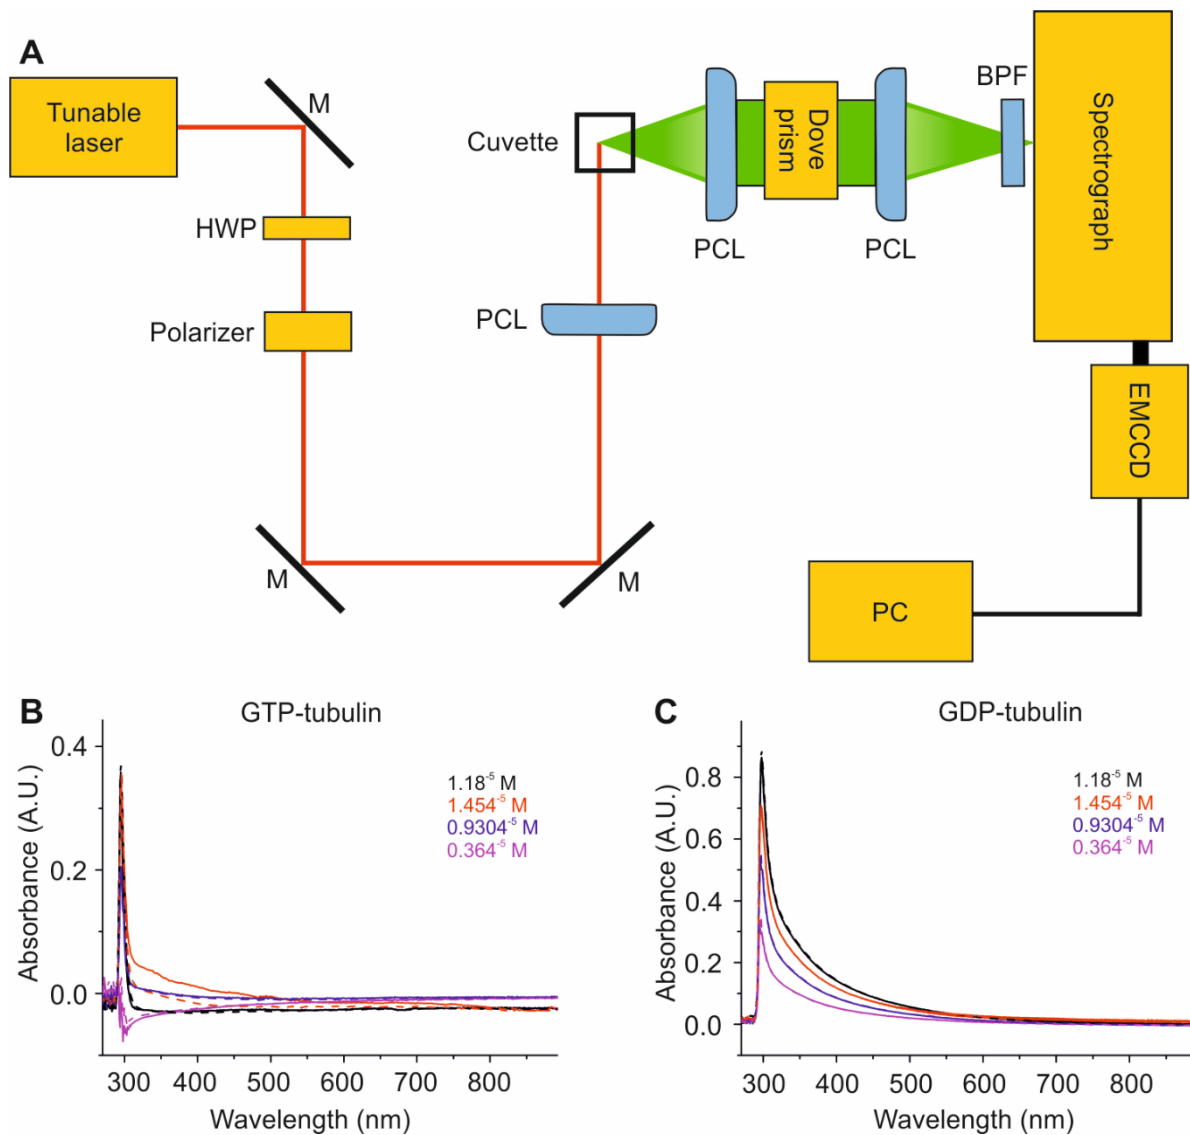 A
Tunable
laser
M
HWP
Polarizer
M
M
PCL
Cuvette
PCL
Dove
prism
PCL
BPF
Spectrograph
EMCCD
PC
B
GTP-tubulin
Absorbance (A.U.)
0.4
0.2
0.0
1.18⁻⁵ M
1.454⁻⁵ M
0.9304⁻⁵ M
0.364⁻⁵ M
300 400 500 600 700 800
Wavelength (nm)
C
GDP-tubulin
Absorbance (A.U.)
0.8
0.6
0.4
0.2
0.0
1.18⁻⁵ M
1.454⁻⁵ M
0.9304⁻⁵ M
0.364⁻⁵ M
300 400 500 600 700 800
Wavelength (nm)